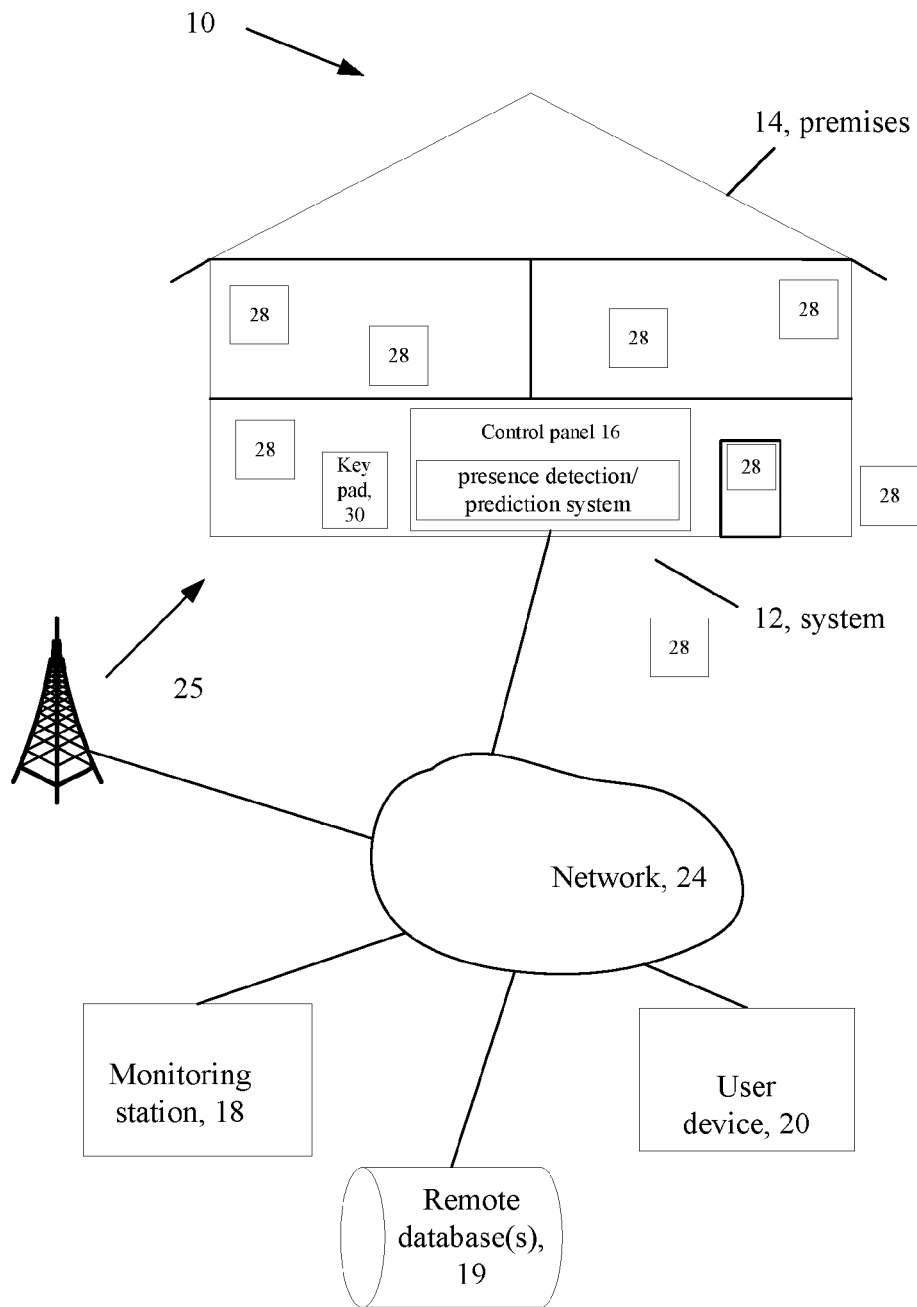 10
14, premises
28
28
28
28
28
Key
pad,
30
Control panel 16
presence detection/
prediction system
28
28
12, system
28
25
Network, 24
Monitoring
station, 18
User
device, 20
Remote
database(s),
19